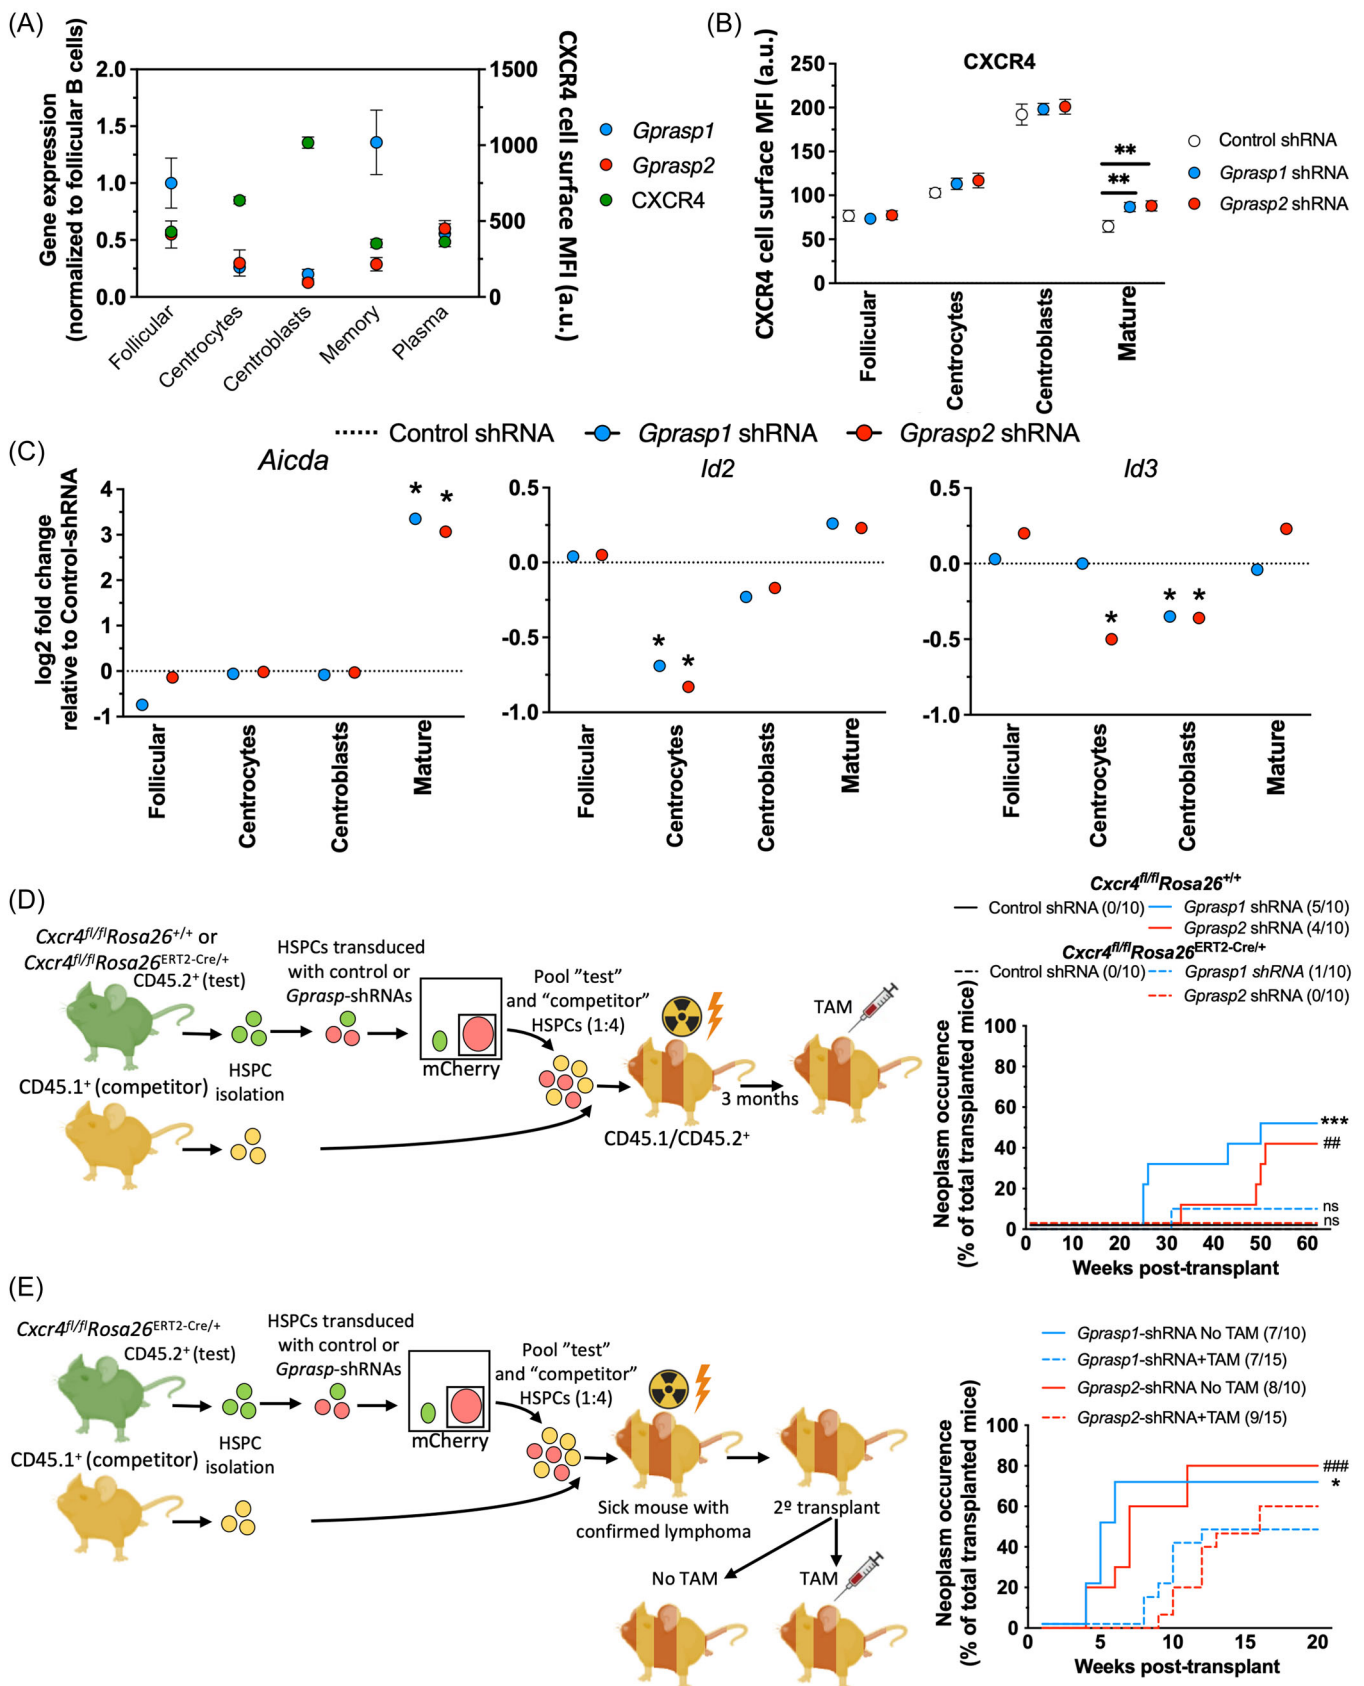 (A)
Gene expression
(normalized to follicular B cells)
2.0
1.5
1.0
0.5
0.0
1500
1000
500
0
CXCR4 cell surface MFI (a.u.)
Follicular
Centrocytes
Centroblasts
Memory
Plasma
Gprasp1
Gprasp2
CXCR4
(B)
CXCR4
CXCR4 cell surface MFI (a.u.)
250
200
150
100
50
0
**
**
Follicular
Centrocytes
Centroblasts
Mature
Control shRNA
Gprasp1 shRNA
Gprasp2 shRNA
(C)
Control shRNA Gprasp1 shRNA Gprasp2 shRNA
Aicda
log2 fold change
relative to Control-shRNA
4
3
2
1
0
-1
* *
Follicular
Centrocytes
Centroblasts
Mature
Id2
0.5
0.0
-0.5
-1.0
* *
Follicular
Centrocytes
Centroblasts
Mature
Id3
0.5
0.0
-0.5
-1.0
* * *
Follicular
Centrocytes
Centroblasts
Mature
(D)
Cxcr4fl/flRosa26+/+ or
Cxcr4fl/flRosa26ERT2-Cre/+
CD45.2+ (test)
CD45.1+ (competitor)
HSPC
isolation
HSPCs transduced
with control or
Gprasp-shRNAs
mCherry
Pool ”test”
and “competitor”
HSPCs (1:4)
CD45.1/CD45.2+
3 months
TAM
Cxcr4fl/flRosa26+/+
Control shRNA (0/10) Gprasp1 shRNA (5/10)
Gprasp2 shRNA (4/10)
Cxcr4fl/flRosa26ERT2-Cre/+
Control shRNA (0/10) Gprasp1 shRNA (1/10)
Gprasp2 shRNA (0/10)
Neoplasm occurence
(% of total transplanted mice)
100
80
60
40
20
0
***
##
ns
ns
0 10 20 30 40 50 60
Weeks post-transplant
(E)
Cxcr4fl/flRosa26ERT2-Cre/+
CD45.2+ (test)
CD45.1+ (competitor)
HSPC
isolation
HSPCs transduced
with control or
Gprasp-shRNAs
mCherry
Pool ”test”
and “competitor”
HSPCs (1:4)
Sick mouse with
confirmed lymphoma
2º transplant
No TAM
TAM
Gprasp1-shRNA No TAM (7/10)
Gprasp1-shRNA+TAM (7/15)
Gprasp2-shRNA No TAM (8/10)
Gprasp2-shRNA+TAM (9/15)
Neoplasm occurence
(% of total transplanted mice)
100
80
60
40
20
0
###
*
0 5 10 15 20
Weeks post-transplant